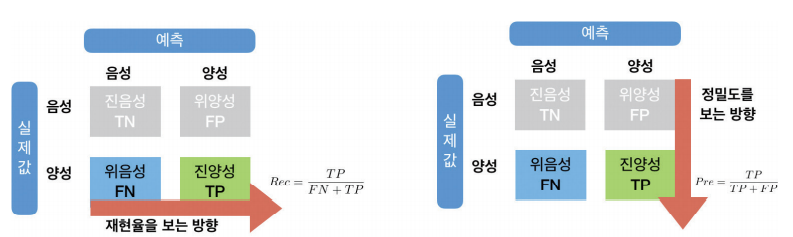 예측
음성 양성
실제값
음성
진음성
TN
위양성
FP
양성
위음성
FN
진양성
TP
Rec = TP / FN + TP
재현율을 보는 방향
예측
음성 양성
실제값
음성
진음성
TN
위양성
FP
정밀도를
보는 방향
양성
위음성
FN
진양성
TP
Pre = TP / TP + FP